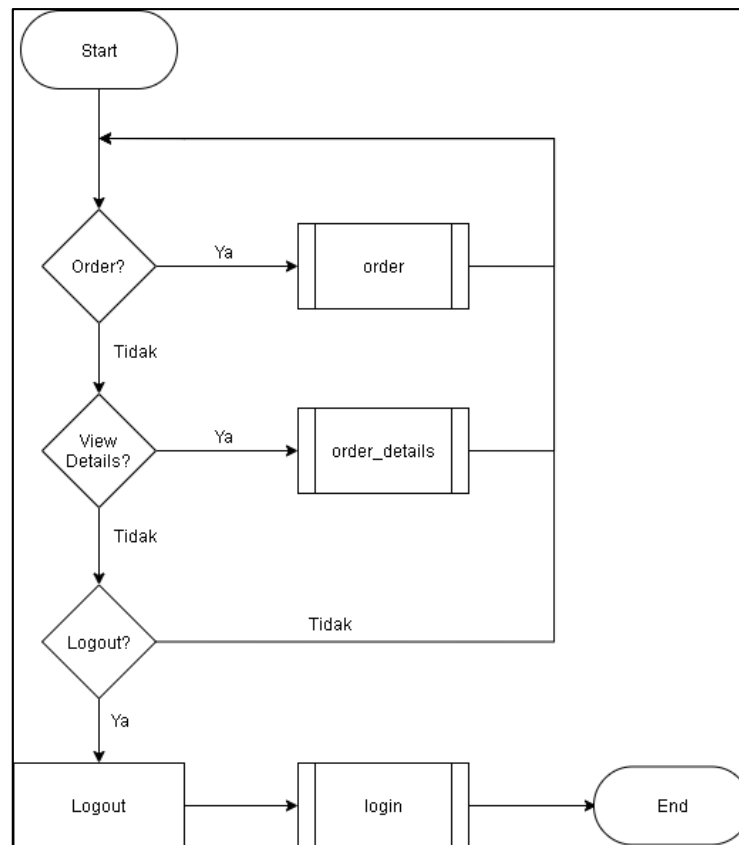 Start
Order?
Ya
order
Tidak
View
Details?
Ya
order_details
Tidak
Logout?
Tidak
Ya
Logout
login
End